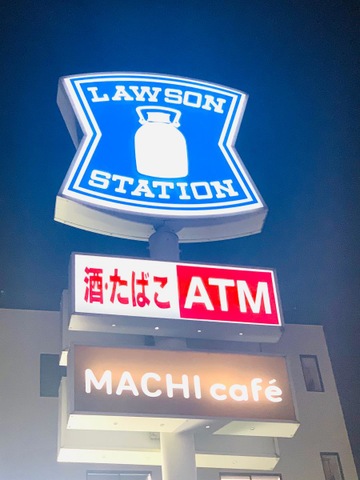 LAWSON
STATION
酒・たばこ ATM
MACHI café